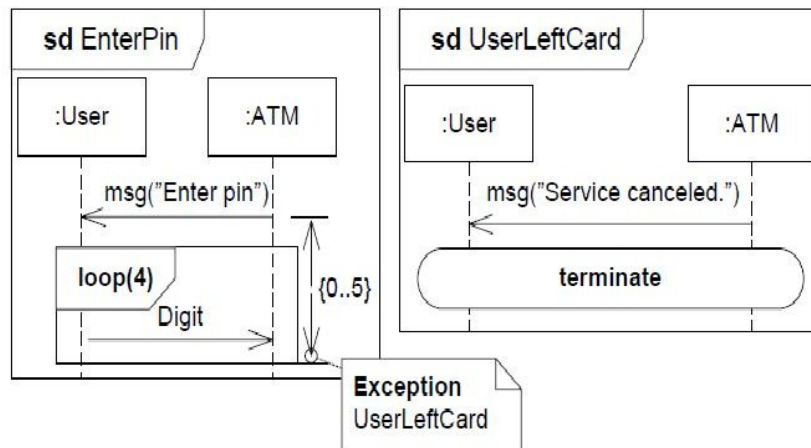 sd EnterPin
:User
:ATM
msg("Enter pin")
loop(4)
{0..5}
Digit
Exception
UserLeftCard
sd UserLeftCard
:User
:ATM
msg("Service canceled.")
terminate